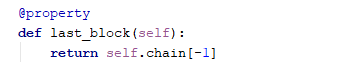 @property
def last_block(self):
    return self.chain[-1]